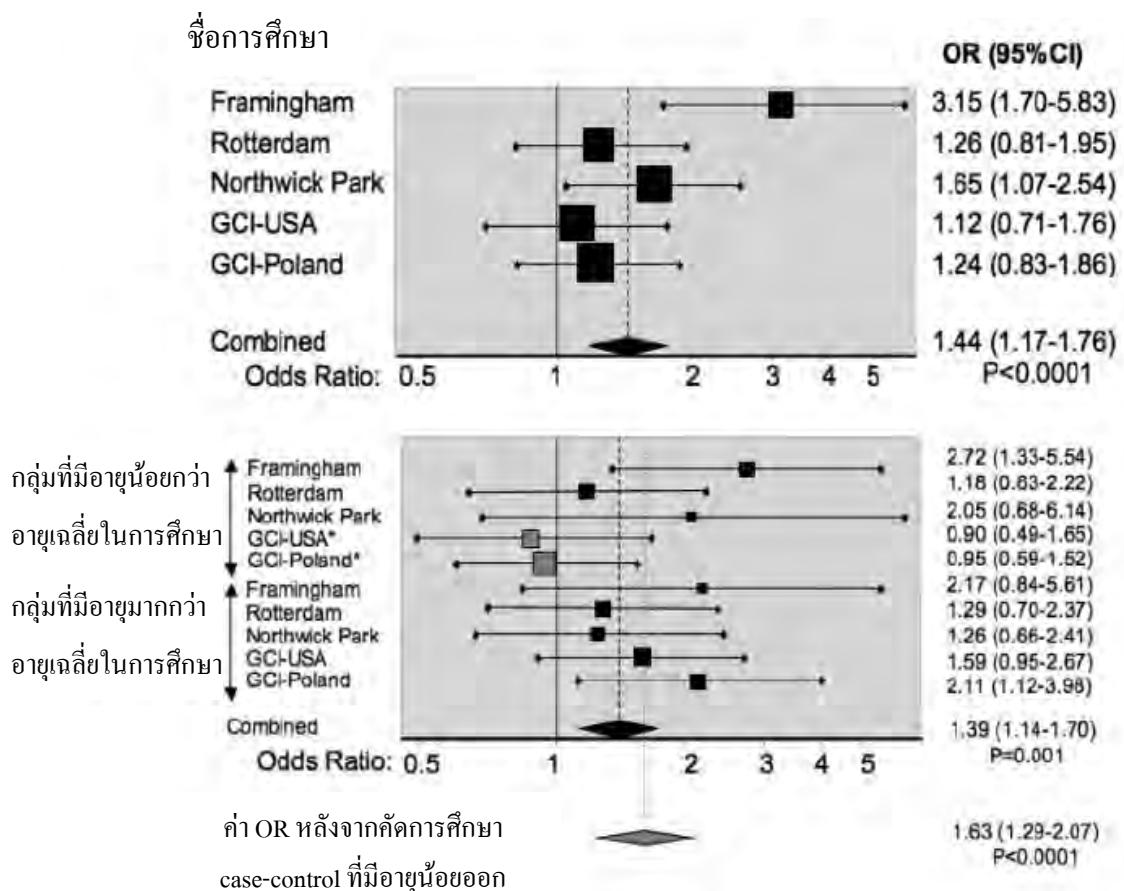 ชื่อการศึกษา
OR (95%CI)
Framingham 3.15 (1.70-5.83)
Rotterdam 1.26 (0.81-1.95)
Northwick Park 1.65 (1.07-2.54)
GCI-USA 1.12 (0.71-1.76)
GCI-Poland 1.24 (0.83-1.86)
Combined 1.44 (1.17-1.76)
Odds Ratio: 0.5 1 2 3 4 5 P<0.0001
กลุ่มที่มีอายุน้อยกว่า
อายุเฉลี่ยในการศึกษา
Framingham 2.72 (1.33-5.54)
Rotterdam 1.18 (0.63-2.22)
Northwick Park 2.05 (0.68-6.14)
GCI-USA* 0.90 (0.49-1.65)
GCI-Poland* 0.95 (0.59-1.52)
กลุ่มที่มีอายุมากกว่า
อายุเฉลี่ยในการศึกษา
Framingham 2.17 (0.84-5.61)
Rotterdam 1.29 (0.70-2.37)
Northwick Park 1.26 (0.66-2.41)
GCI-USA 1.59 (0.95-2.67)
GCI-Poland 2.11 (1.12-3.98)
Combined 1.39 (1.14-1.70)
P=0.001
Odds Ratio: 0.5 1 2 3 4 5
ค่า OR หลังจากคัดการศึกษา 1.63 (1.29-2.07)
P<0.0001
case-control ที่มีอายุน้อยออก